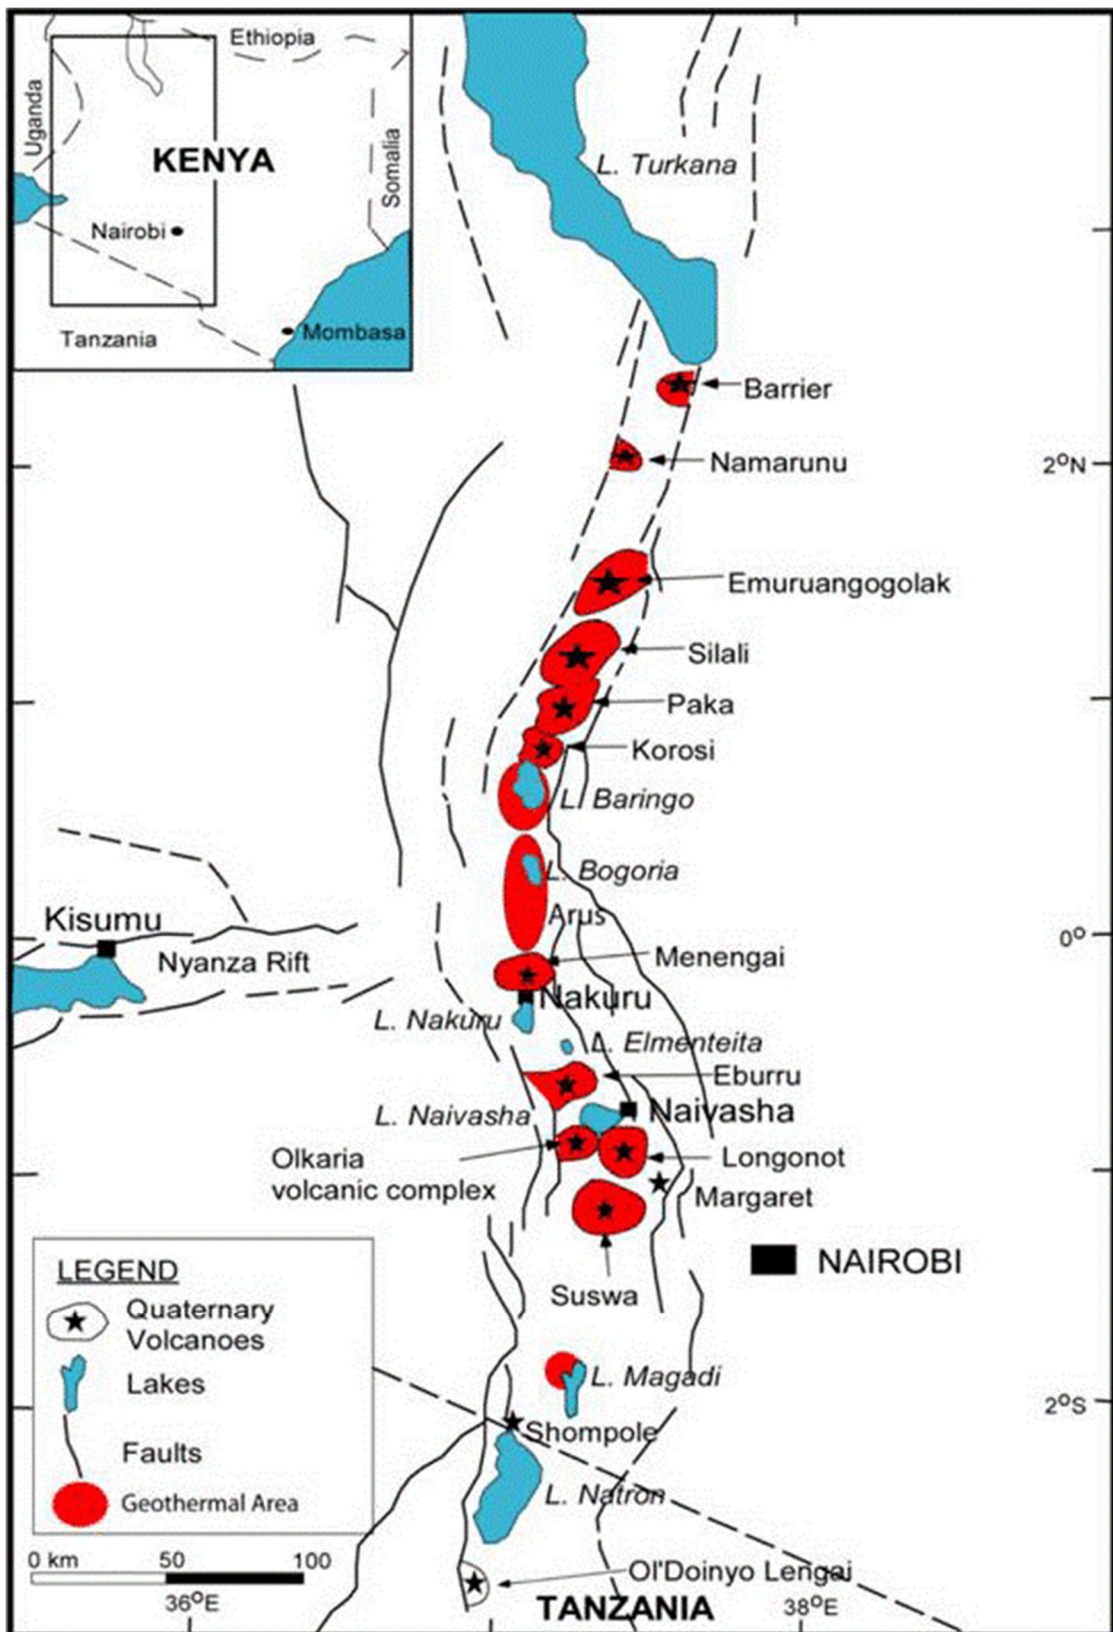 Ethiopia
Uganda
KENYA
Somalia
Nairobi
Tanzania
Mombasa
L. Turkana
Barrier
2°N
Namarunu
Emuruangogolak
Silali
Paka
Korosi
L. Baringo
L. Bogoria
Arus
Kisumu
0°
Nyanza Rift
Menengai
Nakuru
L. Nakuru
L. Elmenteita
Eburru
L. Naivasha
Naivasha
Olkaria
volcanic complex
Longonot
Margaret
NAIROBI
Suswa
LEGEND
Quaternary
Volcanoes
Lakes
Faults
Geothermal Area
L. Magadi
2°S
Shompole
L. Natron
0 km 50 100
Ol'Doinyo Lengai
TANZANIA
36°E
38°E